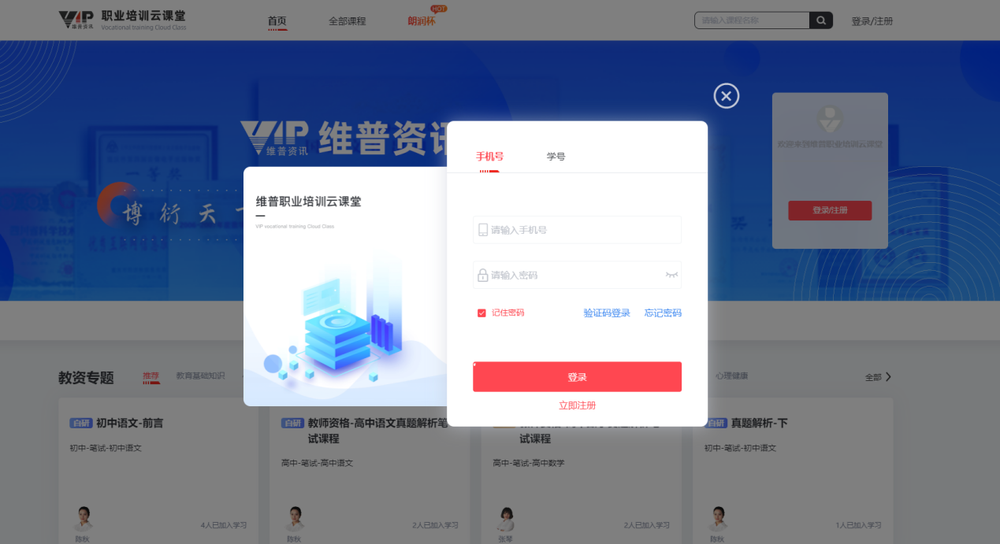 VIP 职业培训云课堂
维普资讯 Vocational training Cloud Class
首页
全部课程
朗润杯
HOT
请输入课程名称
登录/注册
VIP 维普资讯
维普资讯
一等奖
博衍天一
欢迎来到维普职业培训云课堂
登录/注册
维普职业培训云课堂
VIP vocational training Cloud Class
手机号
学号
请输入手机号
请输入密码
记住密码
验证码登录
忘记密码
登录
立即注册
教资专题
推荐
教育基础知识
心理健康
全部
自研 初中语文-前言
初中-笔试-初中语文
4人已加入学习
陈秋
自研 教师资格-高中语文真题解析笔
试课程
高中-笔试-高中语文
2人已加入学习
陈秋
试课程
高中-笔试-高中数学
2人已加入学习
张琴
自研 真题解析-下
初中-笔试-初中语文
1人已加入学习
陈秋